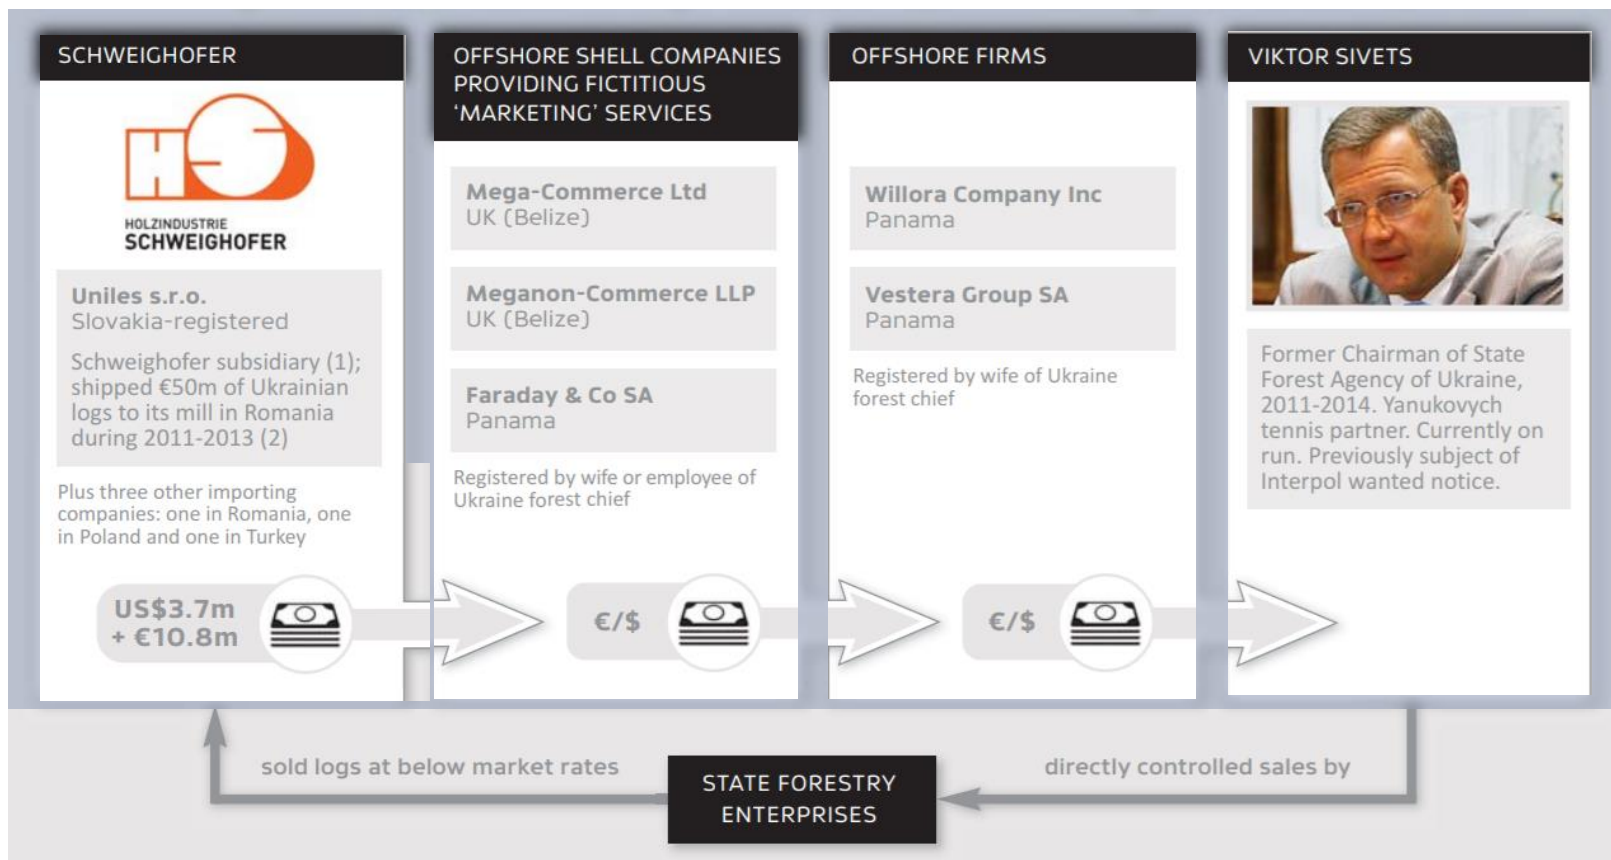 SCHWEIGHOFER
HS
HOLZINDUSTRIE
SCHWEIGHOFER
Uniles s.r.o.
Slovakia-registered
Schweighofer subsidiary (1);
shipped €50m of Ukrainian
logs to its mill in Romania
during 2011-2013 (2)
Plus three other importing
companies: one in Romania, one
in Poland and one in Turkey
US$3.7m
+ €10.8m
OFFSHORE SHELL COMPANIES
PROVIDING FICTITIOUS
‘MARKETING’ SERVICES
Mega-Commerce Ltd
UK (Belize)
Meganon-Commerce LLP
UK (Belize)
Faraday & Co SA
Panama
Registered by wife or employee of
Ukraine forest chief
€/$
OFFSHORE FIRMS
Willora Company Inc
Panama
Vestera Group SA
Panama
Registered by wife of Ukraine
forest chief
€/$
VIKTOR SIVETS
Former Chairman of State
Forest Agency of Ukraine,
2011-2014. Yanukovych
tennis partner. Currently on
run. Previously subject of
Interpol wanted notice.
sold logs at below market rates
STATE FORESTRY
ENTERPRISES
directly controlled sales by